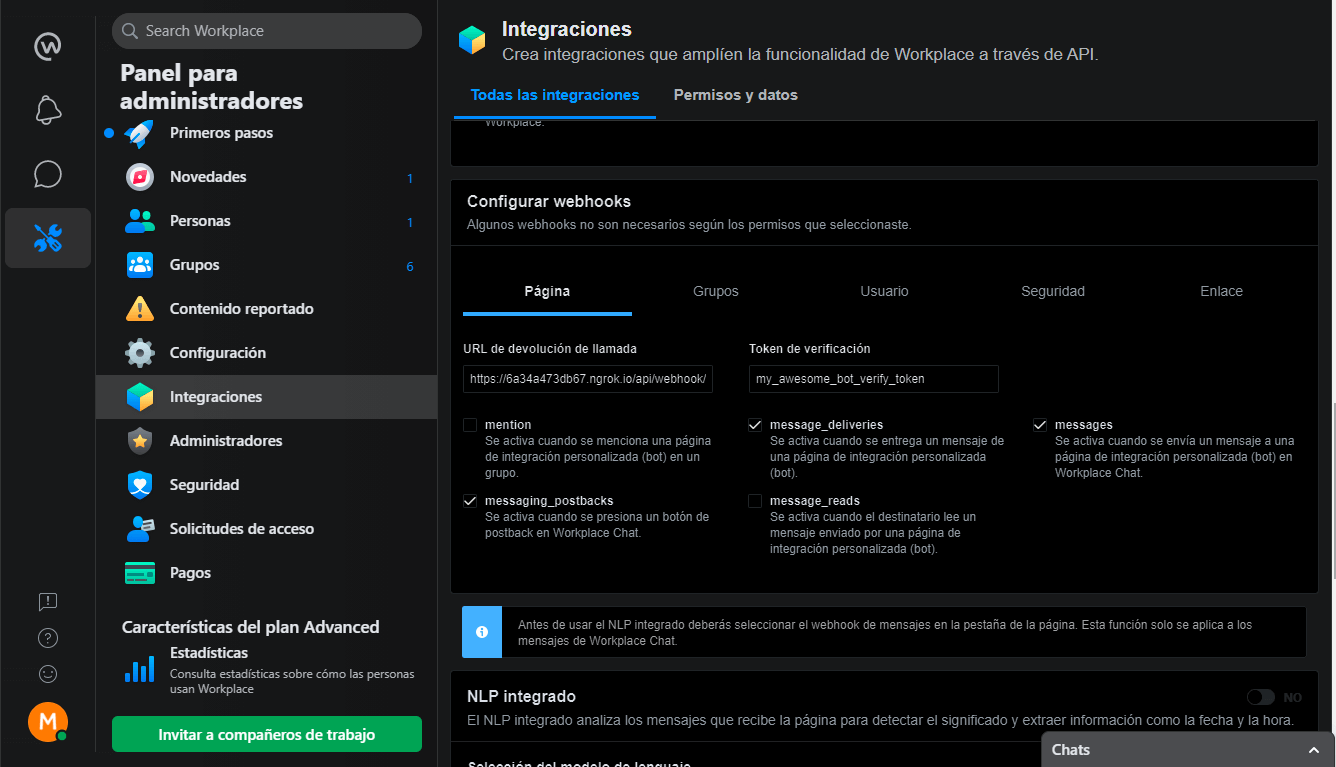 Search Workplace
Panel para
administradores
Primeros pasos
Novedades 1
Personas 1
Grupos 6
Contenido reportado
Configuración
Integraciones
Administradores
Seguridad
Solicitudes de acceso
Pagos
Características del plan Advanced
Estadísticas
Consulta estadísticas sobre cómo las personas
usan Workplace
M
Invitar a compañeros de trabajo
Integraciones
Crea integraciones que amplíen la funcionalidad de Workplace a través de API.
Todas las integraciones Permisos y datos
Workplace.
Configurar webhooks
Algunos webhooks no son necesarios según los permisos que seleccionaste.
Página Grupos Usuario Seguridad Enlace
URL de devolución de llamada
https://6a34a473db67.ngrok.io/api/webhook/
Token de verificación
my_awesome_bot_verify_token
mention
Se activa cuando se menciona una página
de integración personalizada (bot) en un
grupo.
message_deliveries
Se activa cuando se entrega un mensaje de
una página de integración personalizada
(bot).
messages
Se activa cuando se envía un mensaje a una
página de integración personalizada (bot) en
Workplace Chat.
messaging_postbacks
Se activa cuando se presiona un botón de
postback en Workplace Chat.
message_reads
Se activa cuando el destinatario lee un
mensaje enviado por una página de
integración personalizada (bot).
Antes de usar el NLP integrado deberás seleccionar el webhook de mensajes en la pestaña de la página. Esta función solo se aplica a los
mensajes de Workplace Chat.
NLP integrado NO
El NLP integrado analiza los mensajes que recibe la página para detectar el significado y extraer información como la fecha y la hora.
Selección del modelo de lenguaje
Chats